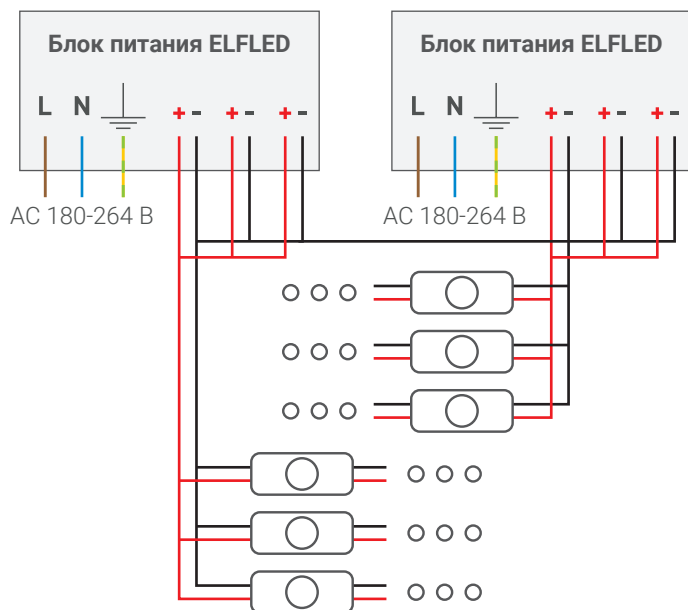 Блок питания ELFLED
L N + - + - + -
AC 180-264 В
Блок питания ELFLED
L N + - + - + -
AC 180-264 В